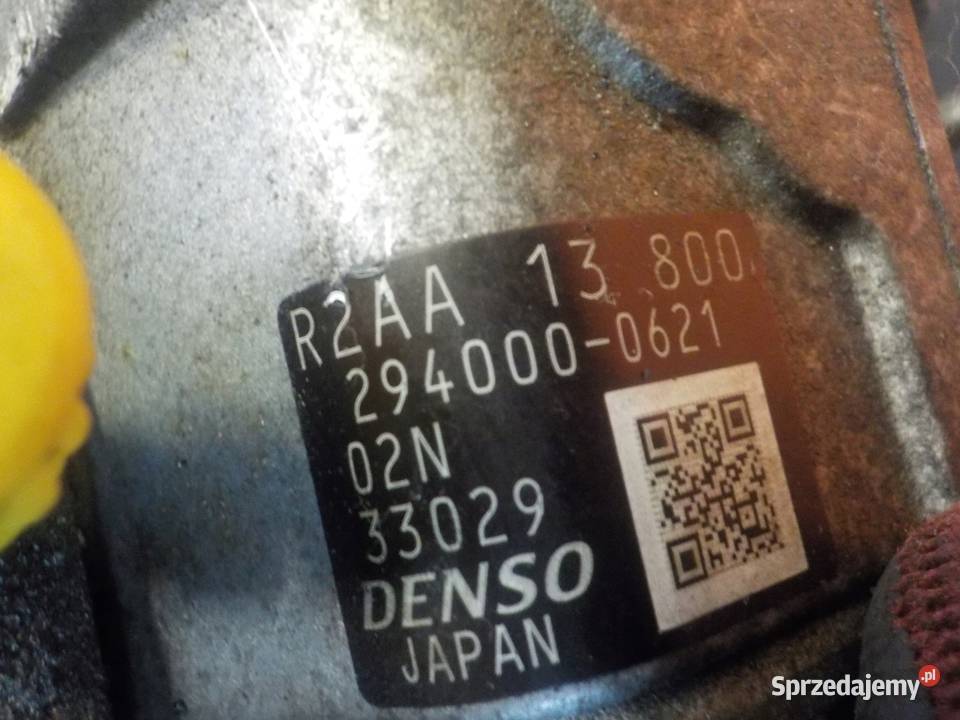 R2AA 13 800
294000-0621
02N
33029
DENSO
JAPAN
Sprzedajemy.pl